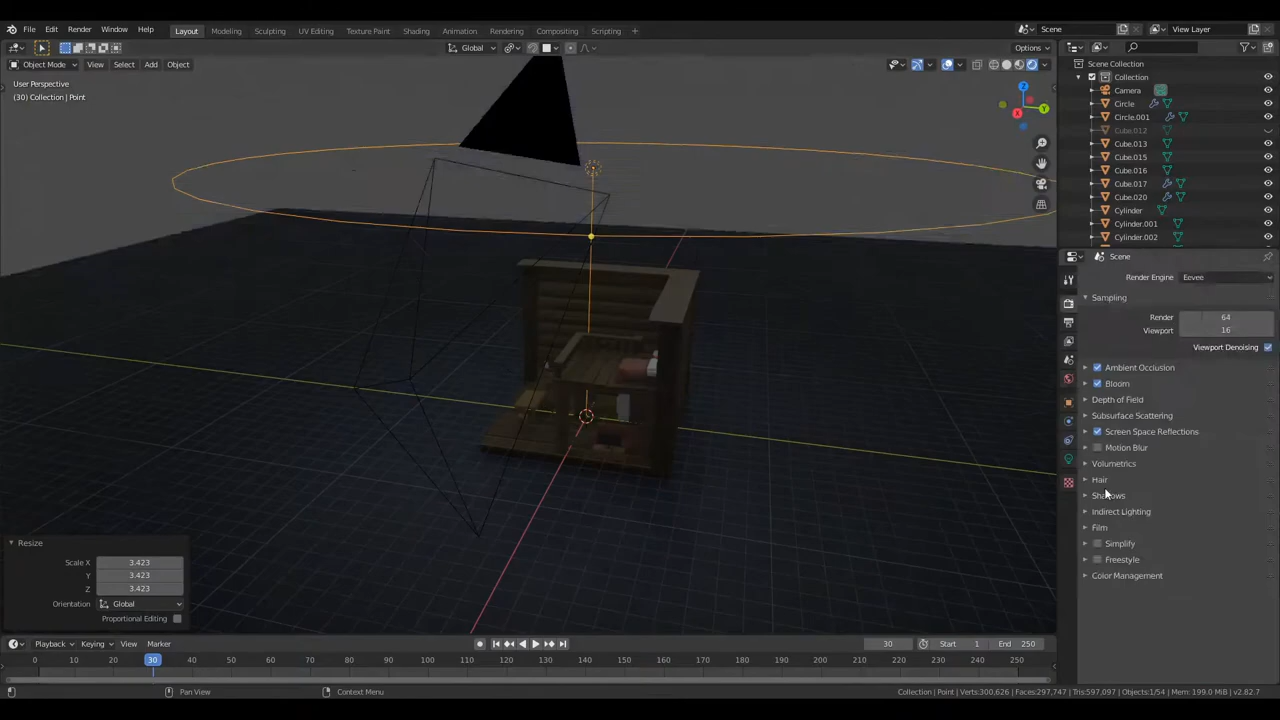 File Edit Render Window Help
Layout Modeling Sculpting UV Editing Texture Paint Shading Animation Rendering Compositing Scripting +
Scene View Layer
Global Options
Object Mode View Select Add Object
User Perspective
(30) Collection | Point
X Y Z
Scene Collection
Collection
Camera
Circle
Circle.001
Cube.012
Cube.013
Cube.015
Cube.016
Cube.017
Cube.020
Cylinder
Cylinder.001
Cylinder.002
Scene
Render Engine Eevee
Sampling
Render 64
Viewport 16
Viewport Denoising
Ambient Occlusion
Bloom
Depth of Field
Subsurface Scattering
Screen Space Reflections
Motion Blur
Volumetrics
Hair
Shadows
Indirect Lighting
Film
Simplify
Freestyle
Color Management
Resize
Scale X 3.423
Y 3.423
Z 3.423
Orientation Global
Proportional Editing
Playback Keying View Marker 30 Start 1 End 250
0 10 20 30 40 50 60 70 80 90 100 110 120 130 140 150 160 170 180 190 200 210 220 230 240 250
Pan View Context Menu Collection | Point | Verts:300,626 | Faces:297,747 | Tris:597,097 | Objects:1/54 | Mem: 199.0 MiB | v2.82.7